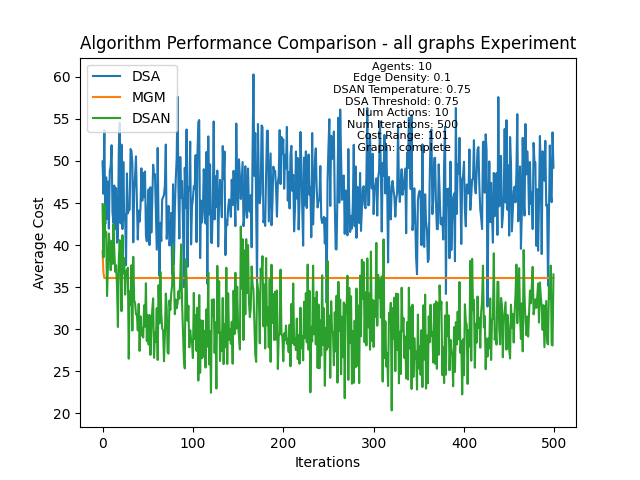 Algorithm Performance Comparison - all graphs Experiment
DSA
MGM
DSAN
Agents: 10
Edge Density: 0.1
DSAN Temperature: 0.75
DSA Threshold: 0.75
Num Actions: 10
Num Iterations: 500
Cost Range: 101
Graph: complete
Average Cost
60
55
50
45
40
35
30
25
20
0 100 200 300 400 500
Iterations